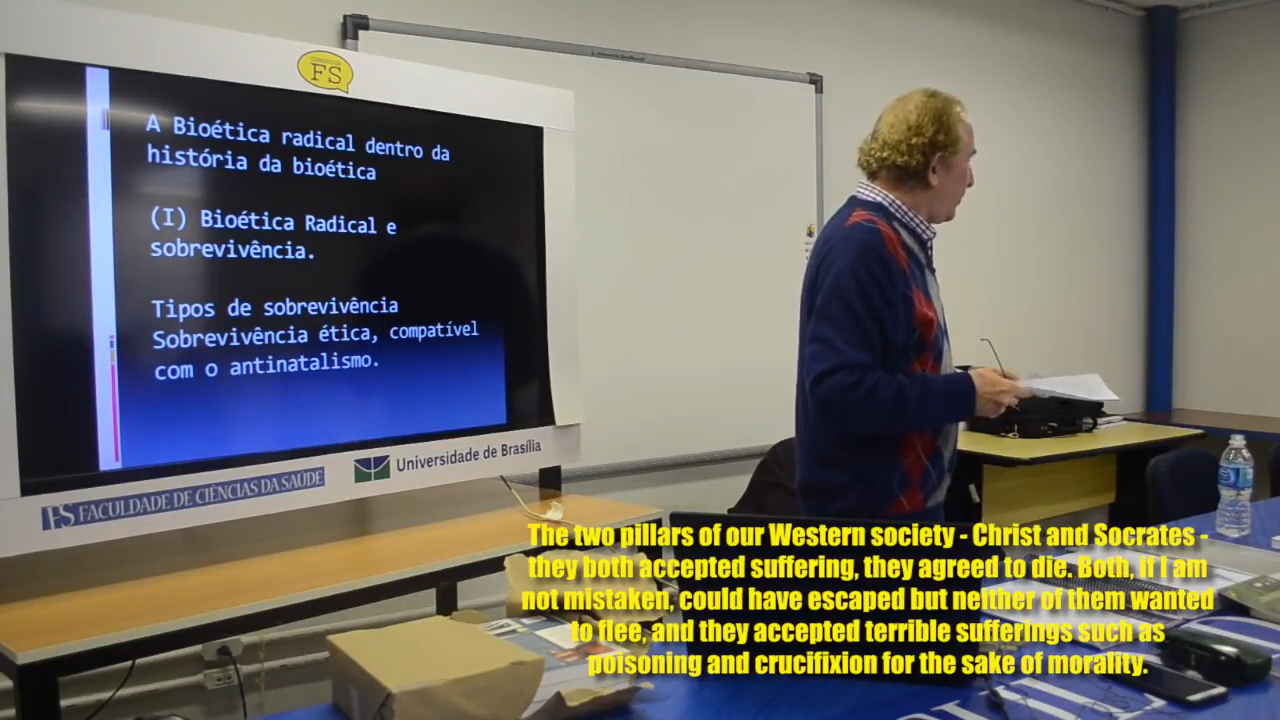 FS
A Bioética radical dentro da
história da bioética
(I) Bioética Radical e
sobrevivência.
Tipos de sobrevivência
Sobrevivência ética, compatível
com o antinatalismo.
FS FACULDADE DE CIÊNCIAS DA SAÚDE
Universidade de Brasília
The two pillars of our Western society - Christ and Socrates -
they both accepted suffering, they agreed to die. Both, if I am
not mistaken, could have escaped but neither of them wanted
to flee, and they accepted terrible sufferings such as
poisoning and crucifixion for the sake of morality.